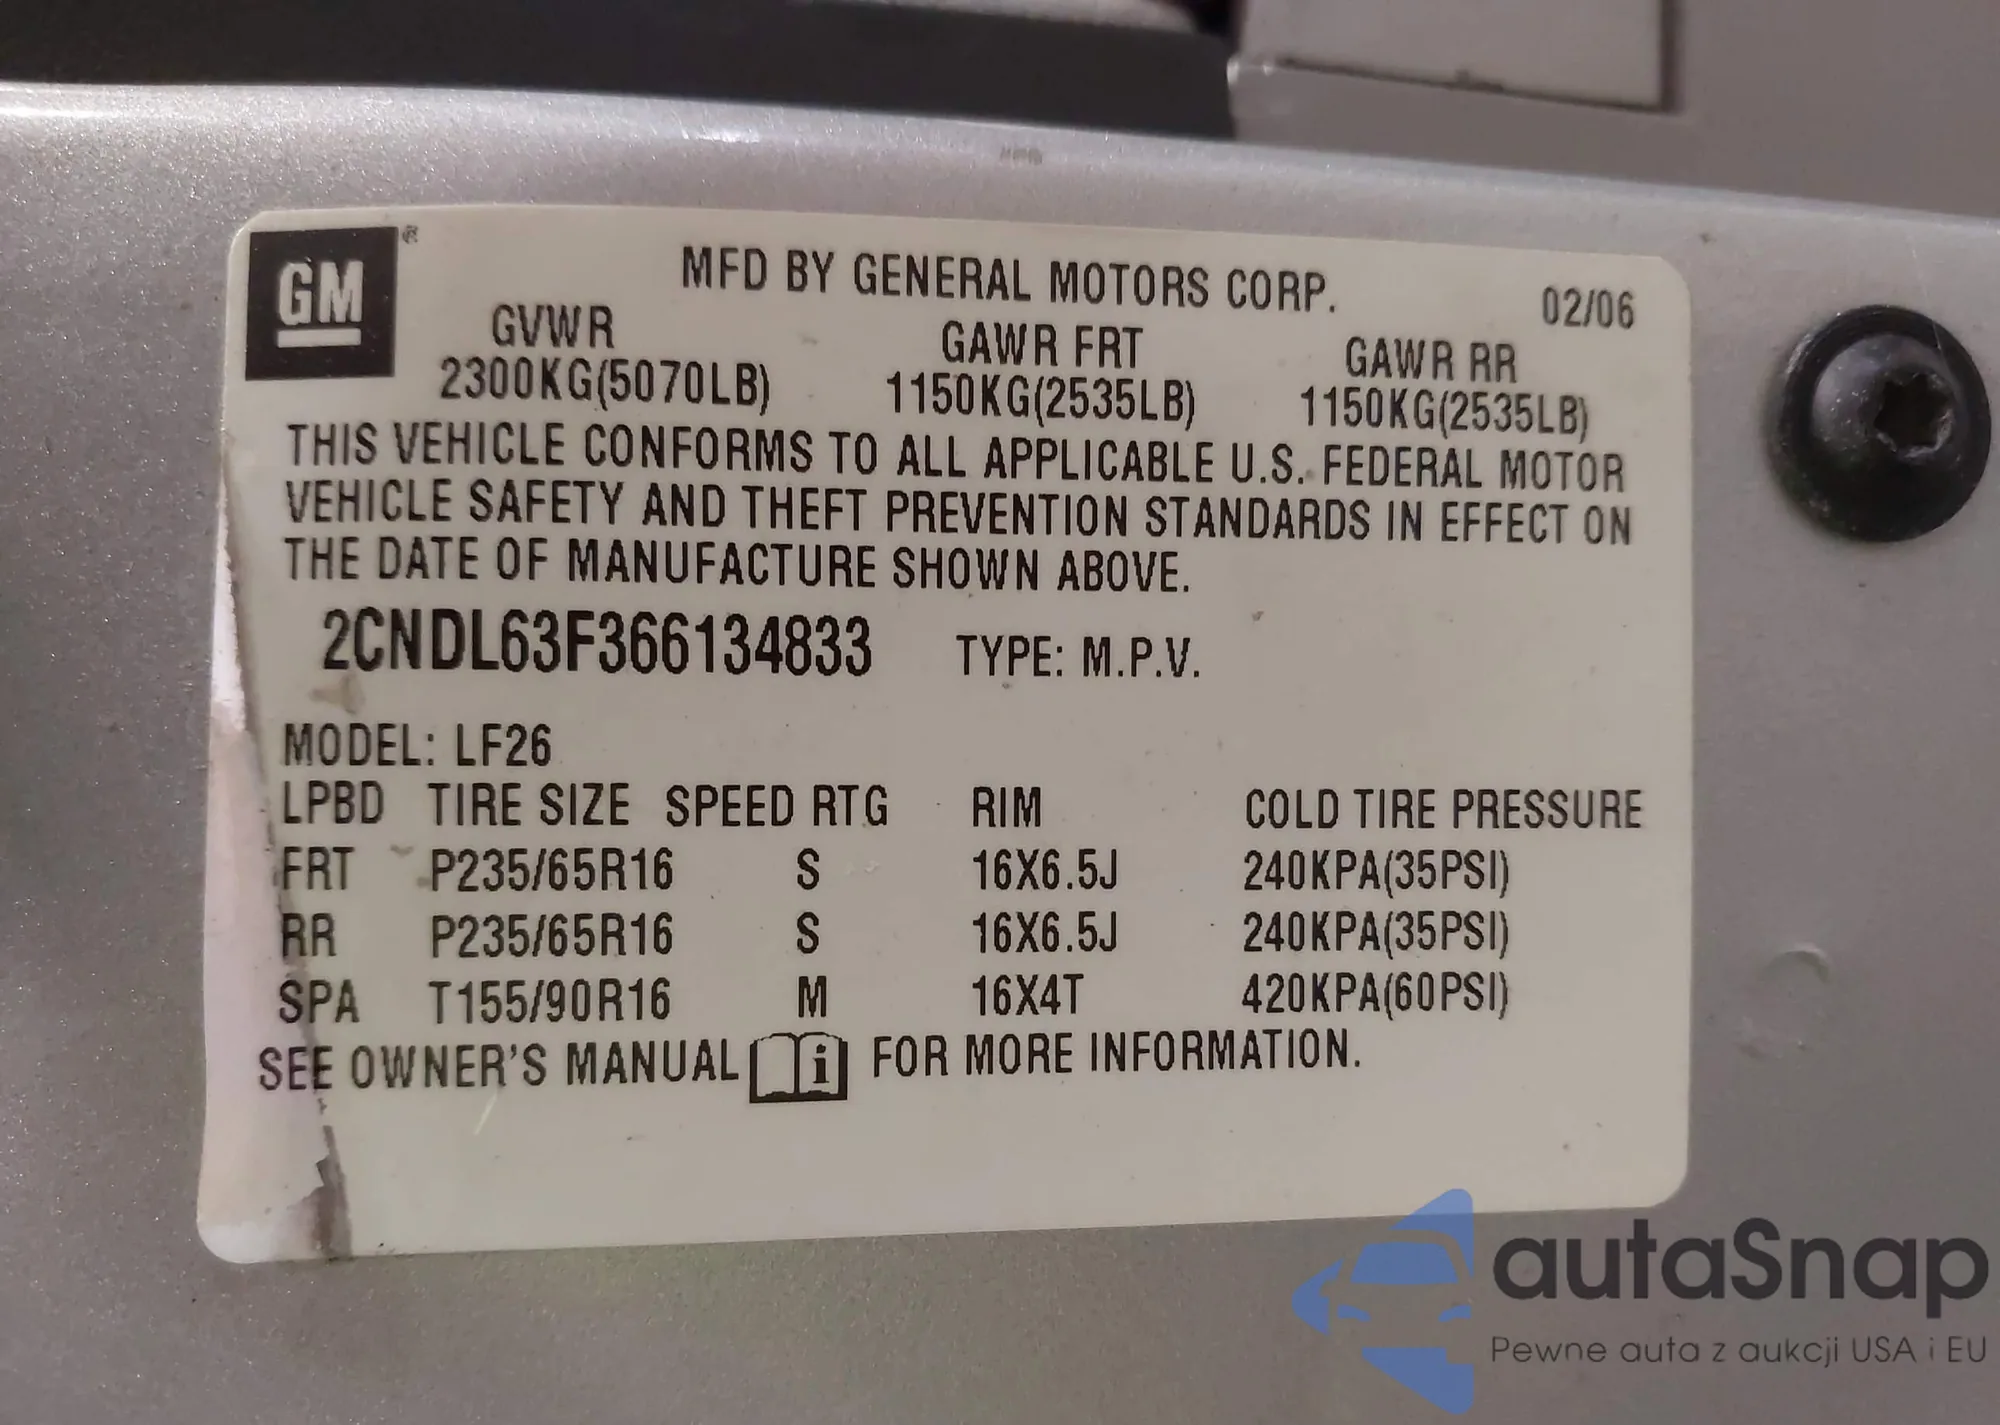 GM ®
MFD BY GENERAL MOTORS CORP. 02/06
GVWR GAWR FRT GAWR RR
2300KG(5070LB) 1150KG(2535LB) 1150KG(2535LB)
THIS VEHICLE CONFORMS TO ALL APPLICABLE U.S. FEDERAL MOTOR
VEHICLE SAFETY AND THEFT PREVENTION STANDARDS IN EFFECT ON
THE DATE OF MANUFACTURE SHOWN ABOVE.
2CNDL63F366134833 TYPE: M.P.V.
MODEL: LF26
LPBD TIRE SIZE SPEED RTG RIM COLD TIRE PRESSURE
FRT P235/65R16 S 16X6.5J 240KPA(35PSI)
RR P235/65R16 S 16X6.5J 240KPA(35PSI)
SPA T155/90R16 M 16X4T 420KPA(60PSI)
SEE OWNER'S MANUAL i FOR MORE INFORMATION.
autaSnap
Pewne auta z aukcji USA i EU